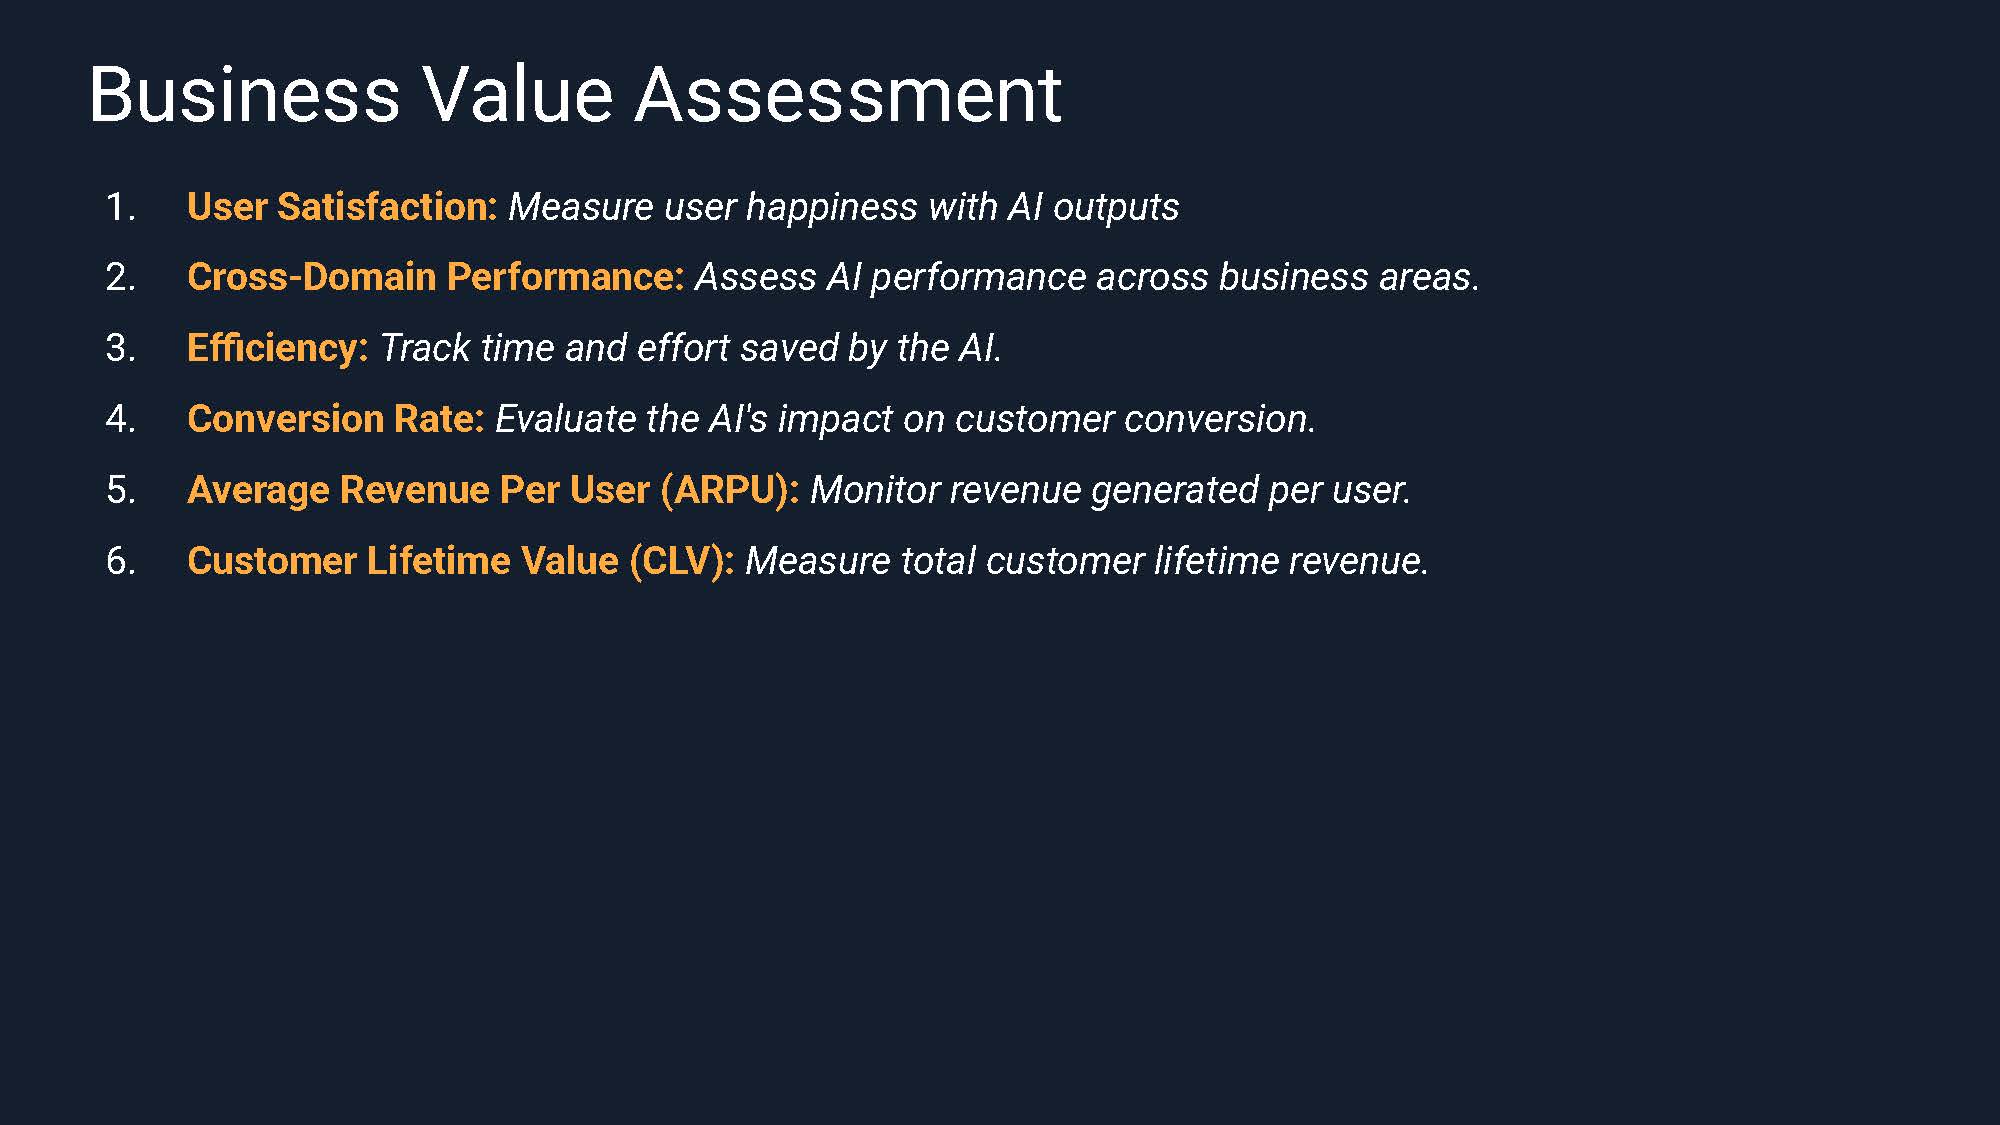 Business Value Assessment
1. User Satisfaction: Measure user happiness with AI outputs
2. Cross-Domain Performance: Assess AI performance across business areas.
3. Efficiency: Track time and effort saved by the AI.
4. Conversion Rate: Evaluate the AI's impact on customer conversion.
5. Average Revenue Per User (ARPU): Monitor revenue generated per user.
6. Customer Lifetime Value (CLV): Measure total customer lifetime revenue.